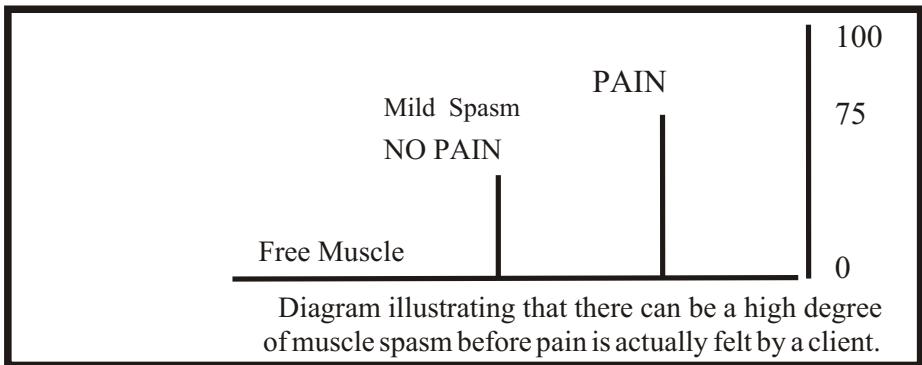 100
PAIN
Mild Spasm
75
NO PAIN
Free Muscle
0
Diagram illustrating that there can be a high degree
of muscle spasm before pain is actually felt by a client.